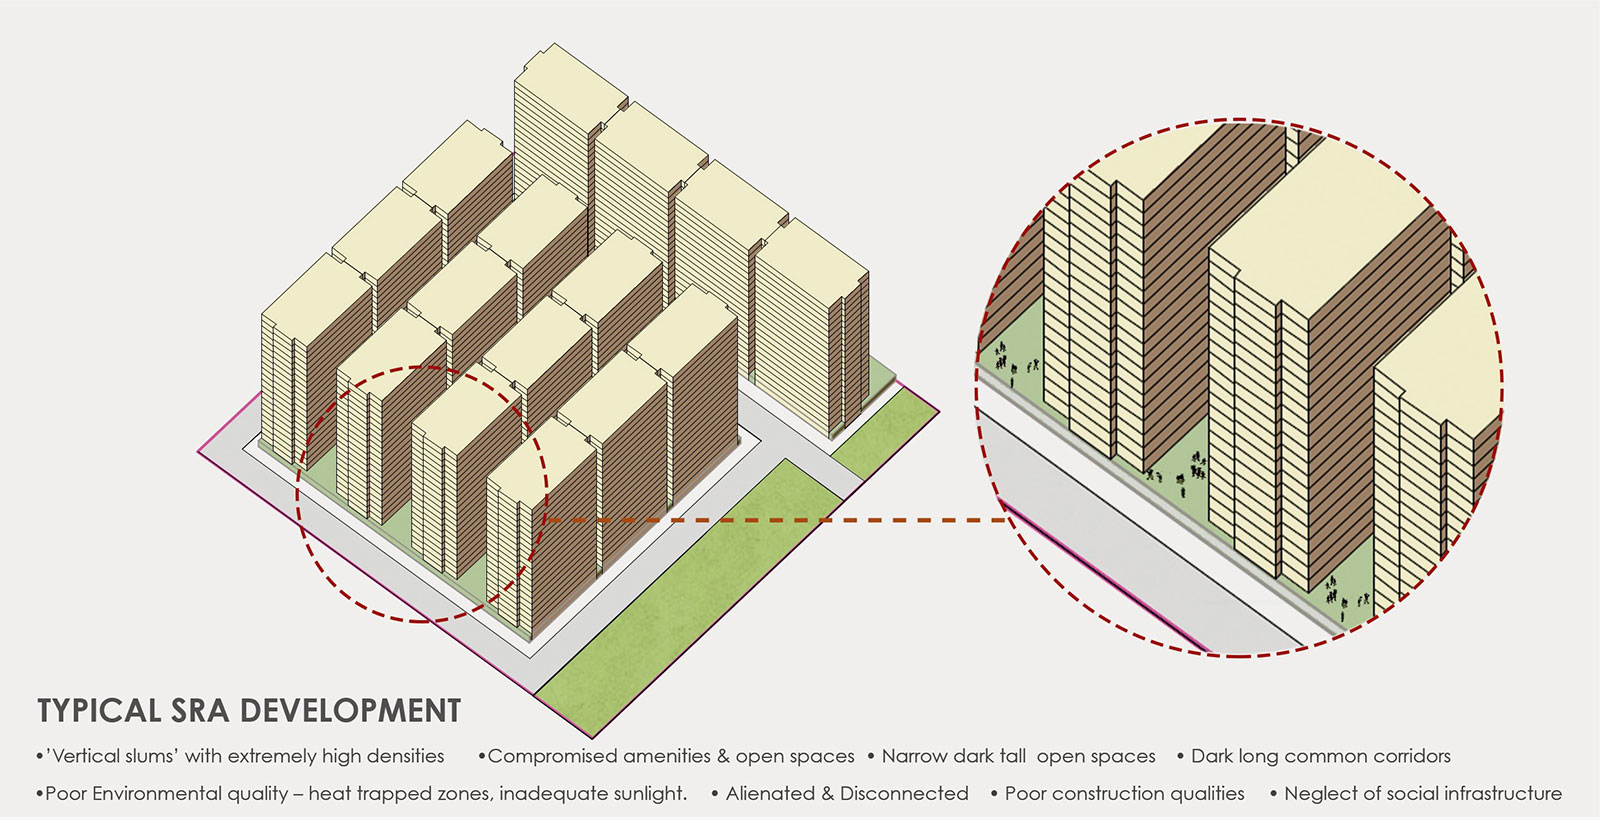 TYPICAL SRA DEVELOPMENT
•’Vertical slums’ with extremely high densities •Compromised amenities & open spaces • Narrow dark tall open spaces • Dark long common corridors
•Poor Environmental quality – heat trapped zones, inadequate sunlight. • Alienated & Disconnected • Poor construction qualities • Neglect of social infrastructure